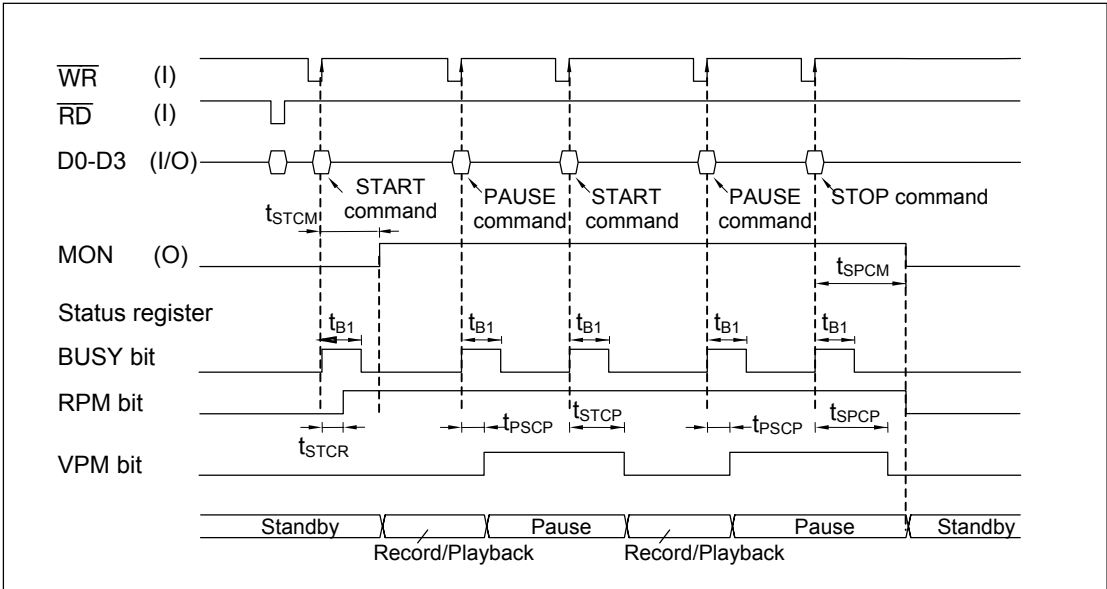 WR (I)
RD (I)
D0-D3 (I/O)
START command
PAUSE command
START command
PAUSE command
STOP command
tSTCM
MON (O)
tSPCM
Status register
tB1 tB1 tB1 tB1 tB1
BUSY bit
RPM bit
tSTCR tPSCP tSTCP tPSCP tSPCP
VPM bit
Standby Pause Pause Standby
Record/Playback Record/Playback